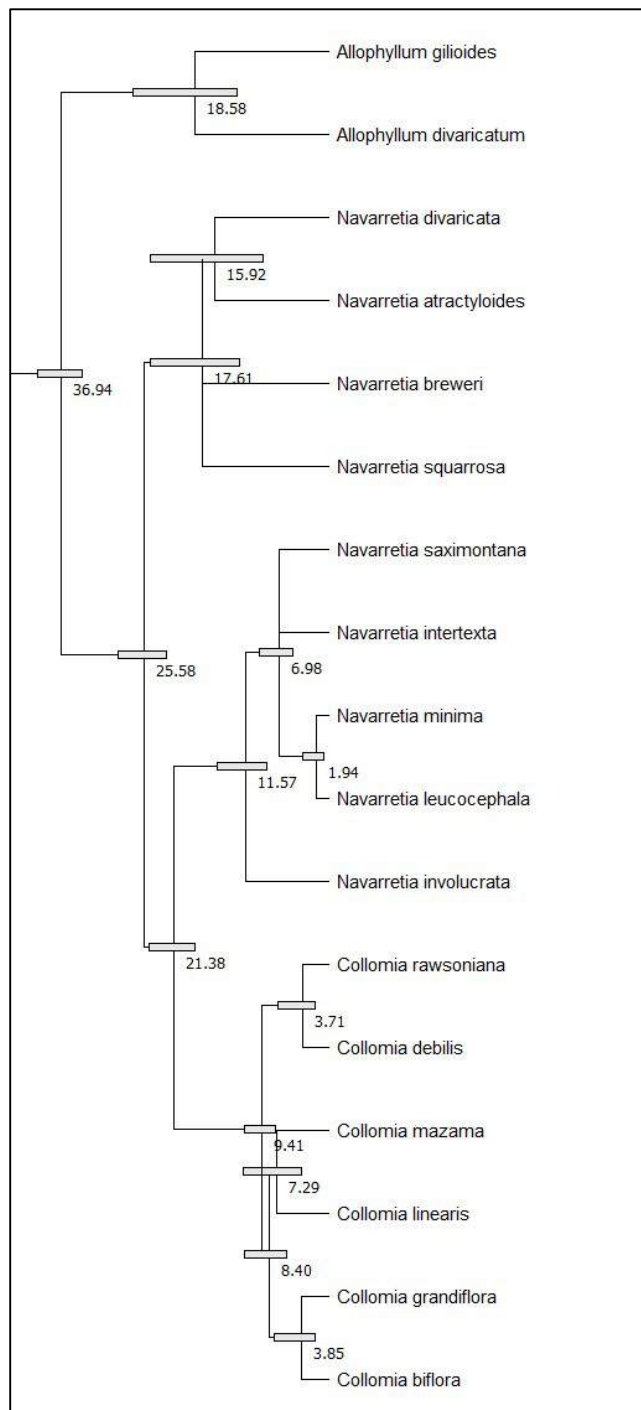 Allophyllum gilioides
18.58
Allophyllum divaricatum
Navarretia divaricata
15.92
Navarretia atractyloides
17.61
36.94
Navarretia breweri
Navarretia squarrosa
Navarretia saximontana
Navarretia intertexta
6.98
25.58
Navarretia minima
1.94
11.57
Navarretia leucocephala
Navarretia involucrata
21.38
Collomia rawsoniana
3.71
Collomia debilis
Collomia mazama
9.41
7.29
Collomia linearis
8.40
Collomia grandiflora
3.85
Collomia biflora